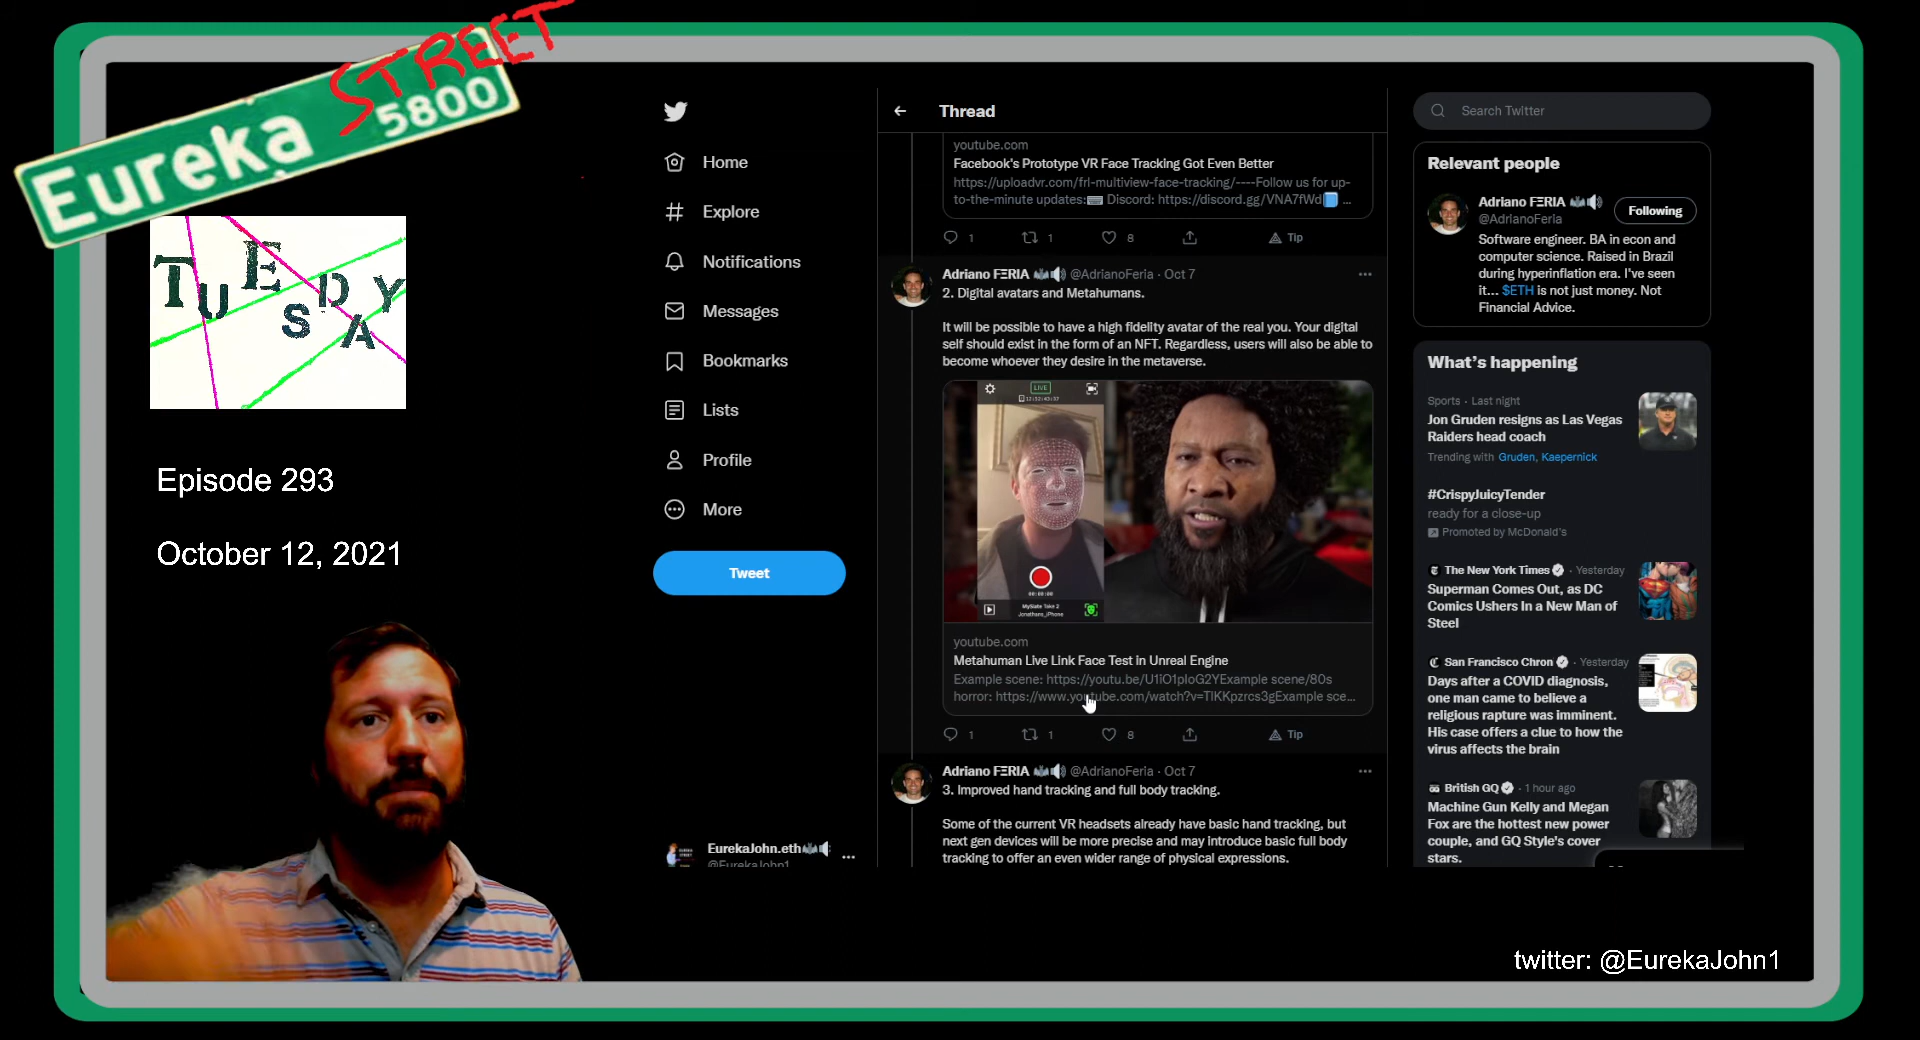 Eureka
STREET
5800
TUESDAY
Episode 293
October 12, 2021
Home
Explore
Notifications
Messages
Bookmarks
Lists
Profile
More
Tweet
EurekaJohn.eth
@EurekaJohn1
Thread
youtube.com
Facebook's Prototype VR Face Tracking Got Even Better
https://uploadvr.com/frl-multiview-face-tracking/----Follow us for up-
to-the-minute updates: Discord: https://discord.gg/VNA7fWd ...
1 1 8 Tip
Adriano FΞRIA @AdrianoFeria · Oct 7
2. Digital avatars and Metahumans.
It will be possible to have a high fidelity avatar of the real you. Your digital
self should exist in the form of an NFT. Regardless, users will also be able to
become whoever they desire in the metaverse.
LIVE
MySlate Take 2
Jonathans_iPhone
youtube.com
Metahuman Live Link Face Test in Unreal Engine
Example scene: https://youtu.be/U1iO1pIoG2YExample scene/80s
horror: https://www.youtube.com/watch?v=TIKKpzrcs3gExample sce...
1 1 8 Tip
Adriano FΞRIA @AdrianoFeria · Oct 7
3. Improved hand tracking and full body tracking.
Some of the current VR headsets already have basic hand tracking, but
next gen devices will be more precise and may introduce basic full body
tracking to offer an even wider range of physical expressions.
Search Twitter
Relevant people
Adriano FΞRIA
@AdrianoFeria
Following
Software engineer. BA in econ and
computer science. Raised in Brazil
during hyperinflation era. I've seen
it... $ETH is not just money. Not
Financial Advice.
What's happening
Sports · Last night
Jon Gruden resigns as Las Vegas
Raiders head coach
Trending with Gruden, Kaepernick
#CrispyJuicyTender
ready for a close-up
Promoted by McDonald's
The New York Times · Yesterday
Superman Comes Out, as DC
Comics Ushers In a New Man of
Steel
San Francisco Chron · Yesterday
Days after a COVID diagnosis,
one man came to believe a
religious rapture was imminent.
His case offers a clue to how the
virus affects the brain
British GQ · 1 hour ago
Machine Gun Kelly and Megan
Fox are the hottest new power
couple, and GQ Style's cover
stars.
twitter: @EurekaJohn1